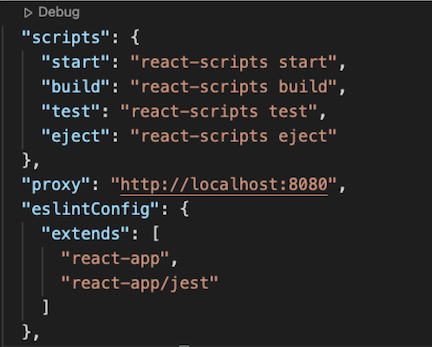 Debug
"scripts": {
"start": "react-scripts start",
"build": "react-scripts build",
"test": "react-scripts test",
"eject": "react-scripts eject"
},
"proxy": "http://localhost:8080",
"eslintConfig": {
"extends": [
"react-app",
"react-app/jest"
]
},